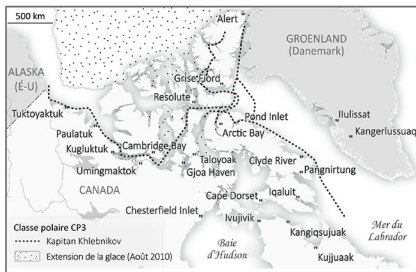 500 km
Alert
GROENLAND
(Danemark)
ALASKA
(É-U)
Grise Fjord
Resolute
Tuktoyaktuk
Pond Inlet
Arctic Bay
Ilulissat
Kangerlussuaq
Paulatuk
Kugluktuk
Cambridge Bay
Taloyoak
Clyde River
Umingmaktok
Gjoa Haven
Pangnirtung
CANADA
Cape Dorset
Iqaluit
Chesterfield Inlet
Ivujivik
Mer du
Labrador
Kangiqsujuak
Baie
d'Hudson
Kujjuaak
Classe polaire CP3
Kapitan Khlebnikov
Extension de la glace (Août 2010)